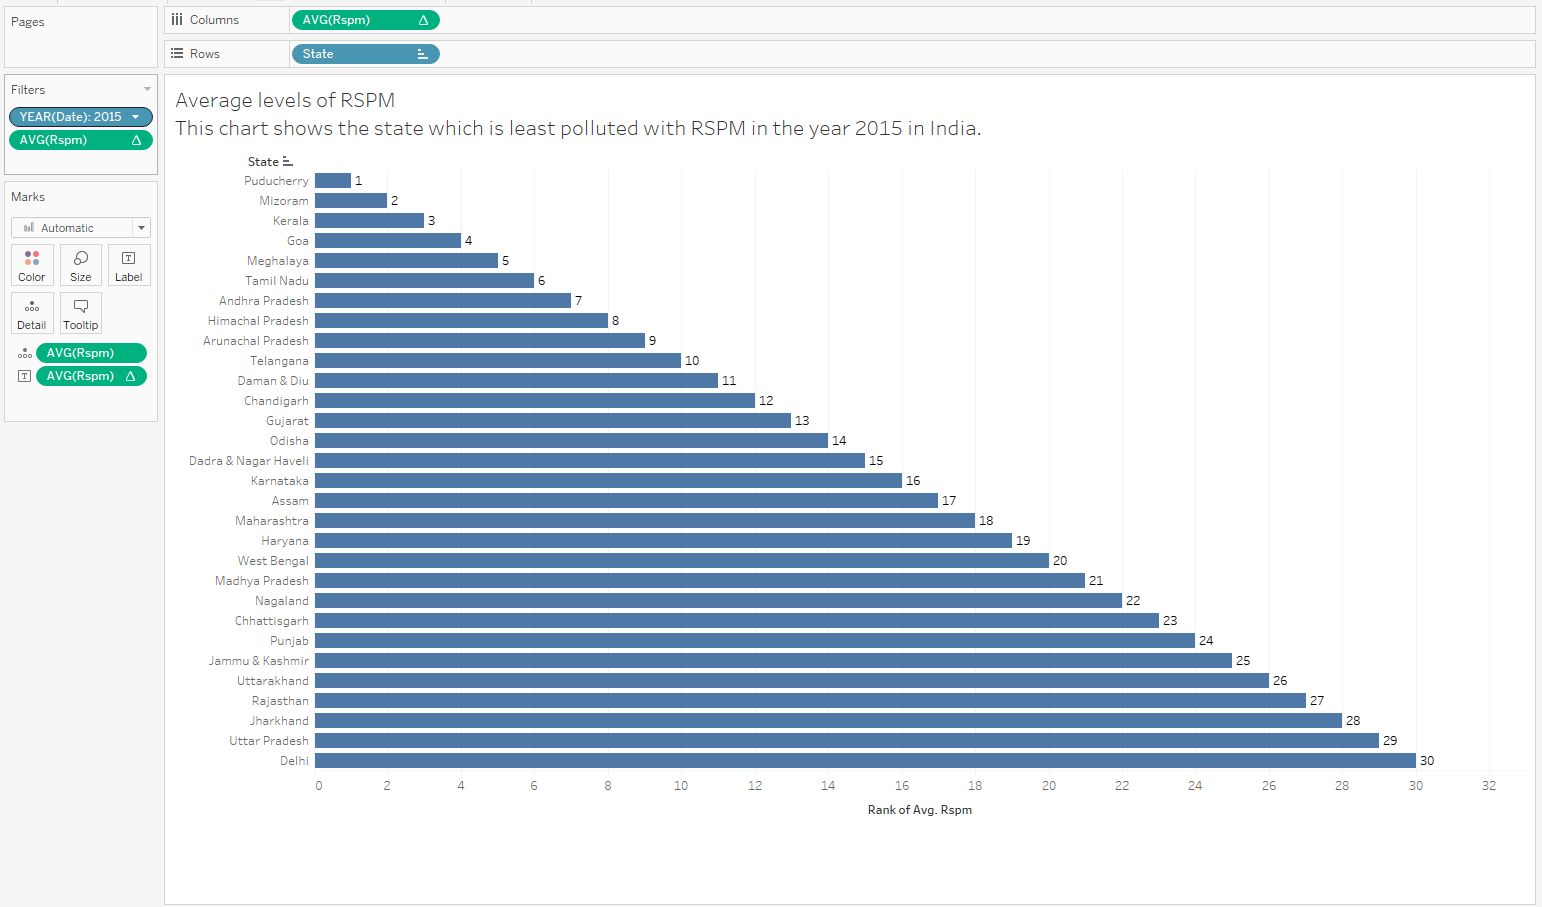 Pages
Columns
AVG(Rspm) Δ
Rows
State
Filters
YEAR(Date): 2015
AVG(Rspm) Δ
Marks
Automatic
Color Size Label
Detail Tooltip
AVG(Rspm)
T AVG(Rspm) Δ
Average levels of RSPM
This chart shows the state which is least polluted with RSPM in the year 2015 in India.
State
Puducherry 1
Mizoram 2
Kerala 3
Goa 4
Meghalaya 5
Tamil Nadu 6
Andhra Pradesh 7
Himachal Pradesh 8
Arunachal Pradesh 9
Telangana 10
Daman & Diu 11
Chandigarh 12
Gujarat 13
Odisha 14
Dadra & Nagar Haveli 15
Karnataka 16
Assam 17
Maharashtra 18
Haryana 19
West Bengal 20
Madhya Pradesh 21
Nagaland 22
Chhattisgarh 23
Punjab 24
Jammu & Kashmir 25
Uttarakhand 26
Rajasthan 27
Jharkhand 28
Uttar Pradesh 29
Delhi 30
0 2 4 6 8 10 12 14 16 18 20 22 24 26 28 30 32
Rank of Avg. Rspm